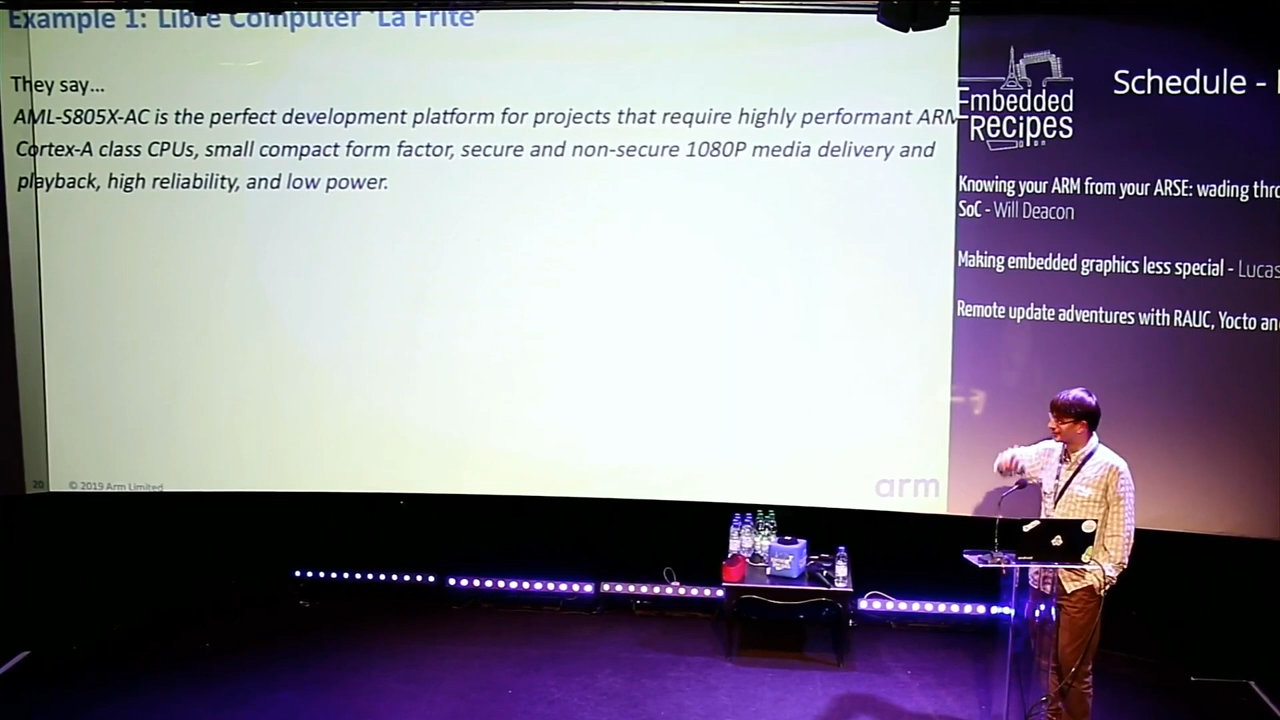 Example 1: Libre Computer 'La Frite'
They say...
AML-S805X-AC is the perfect development platform for projects that require highly performant ARM
Cortex-A class CPUs, small compact form factor, secure and non-secure 1080P media delivery and
playback, high reliability, and low power.
20
© 2019 Arm Limited
arm
Embedded
Recipes
Schedule -
Knowing your ARM from your ARSE: wading thro
SoC - Will Deacon
Making embedded graphics less special - Lucas
Remote update adventures with RAUC, Yocto an